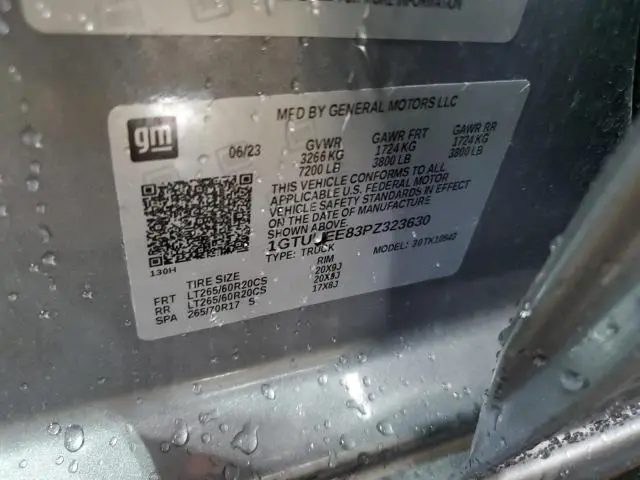 FOR MORE INFORMATION
MFD BY GENERAL MOTORS LLC
gm
06/23 GVWR GAWR FRT GAWR RR
3266 KG 1724 KG 1724 KG
7200 LB 3800 LB 3800 LB
THIS VEHICLE CONFORMS TO ALL
APPLICABLE U.S. FEDERAL MOTOR
VEHICLE SAFETY STANDARDS IN EFFECT
ON THE DATE OF MANUFACTURE
SHOWN ABOVE.
TYPE: TRUCK MODEL:
130H
TIRE SIZE RIM
FRT LT265/60R20CS 20X9J
RR LT265/60R20CS 20X9J
SPA 265/70R17 S 17X8J